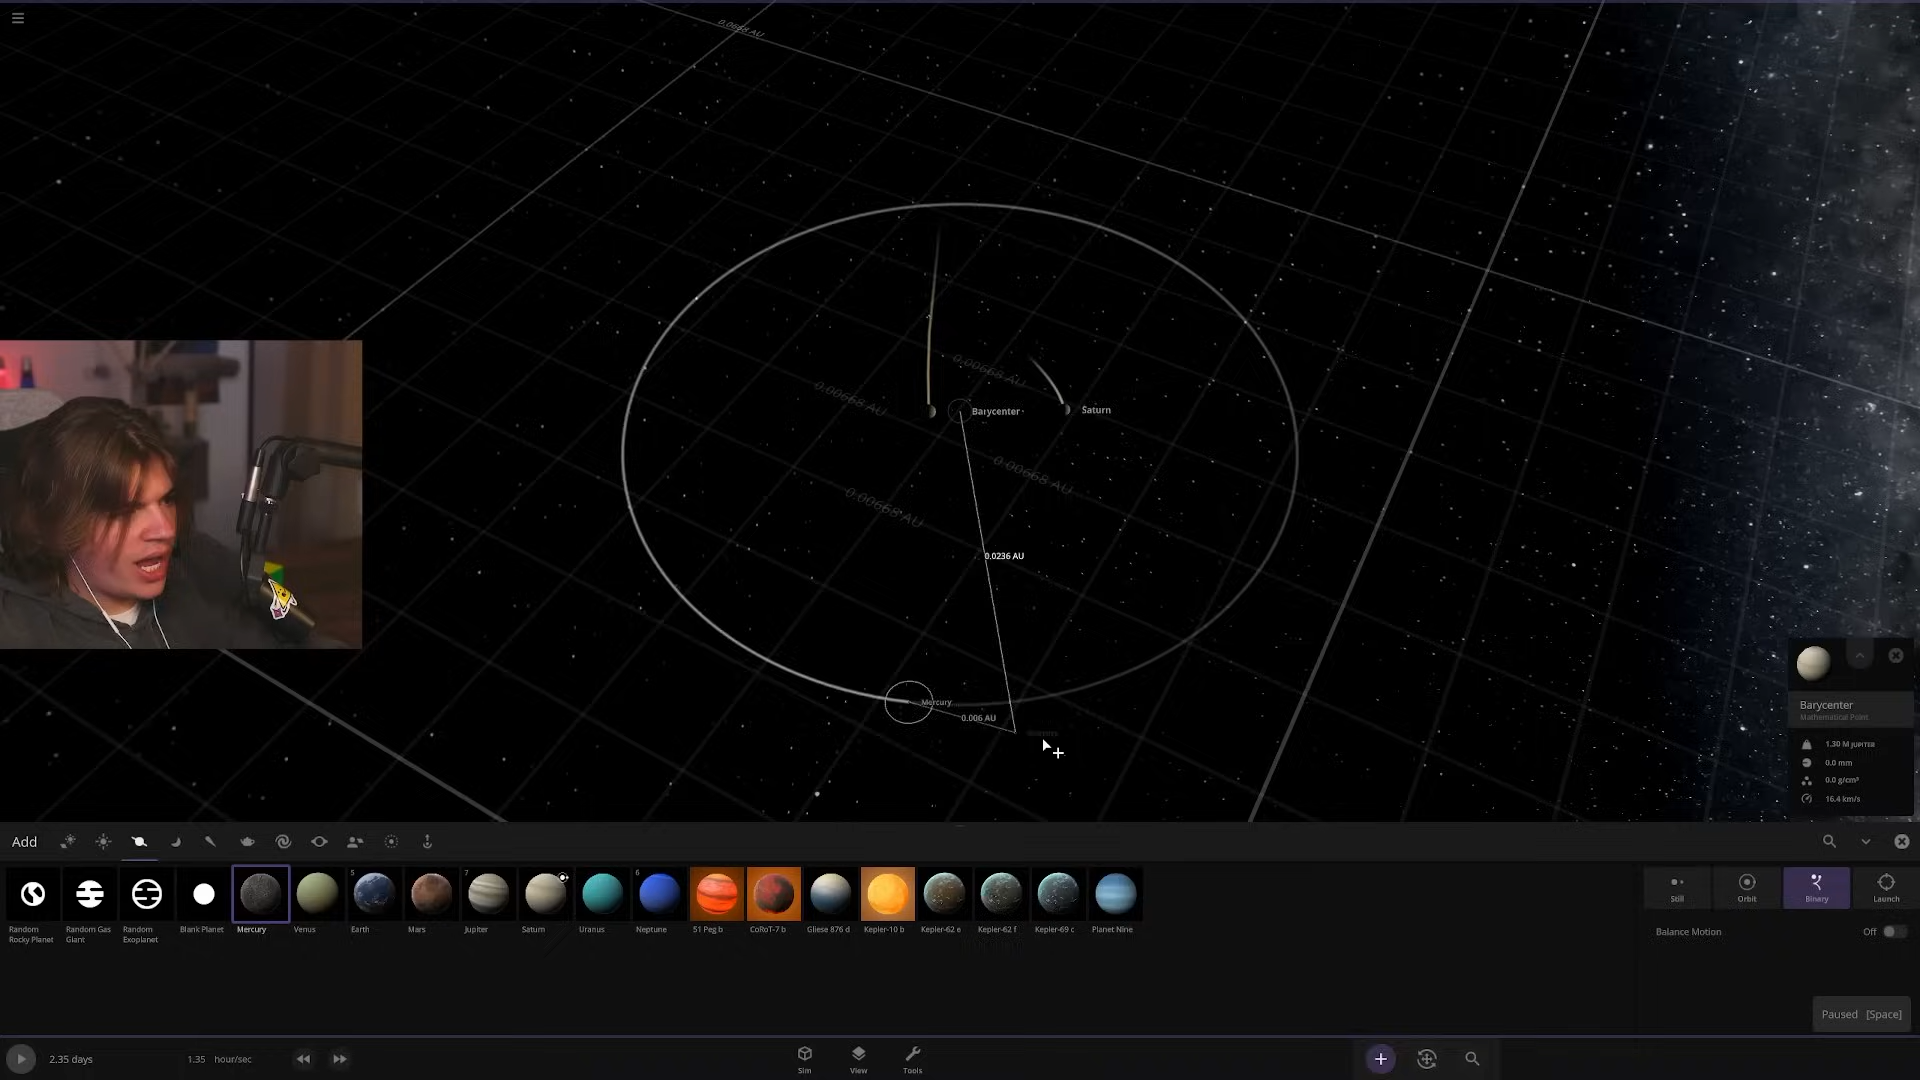 0.0668 AU
0.00668 AU
0.00668 AU
Barycenter
Saturn
0.00668 AU
0.00668 AU
0.0236 AU
Mercury
0.006 AU
Barycenter
Mathematical Point
1.30 M JUPITER
0.0 mm
0.0 g/cm³
16.4 km/s
Add
5
7
6
Random Rocky Planet
Random Gas Giant
Random Exoplanet
Blank Planet
Mercury
Venus
Earth
Mars
Jupiter
Saturn
Uranus
Neptune
51 Peg b
CoRoT-7 b
Gliese 876 d
Kepler-10 b
Kepler-62 e
Kepler-62 f
Kepler-69 c
Planet Nine
Still
Orbit
Binary
Launch
Balance Motion
Off
Paused [Space]
2.35 days
1.35 hour/sec
Sim
View
Tools